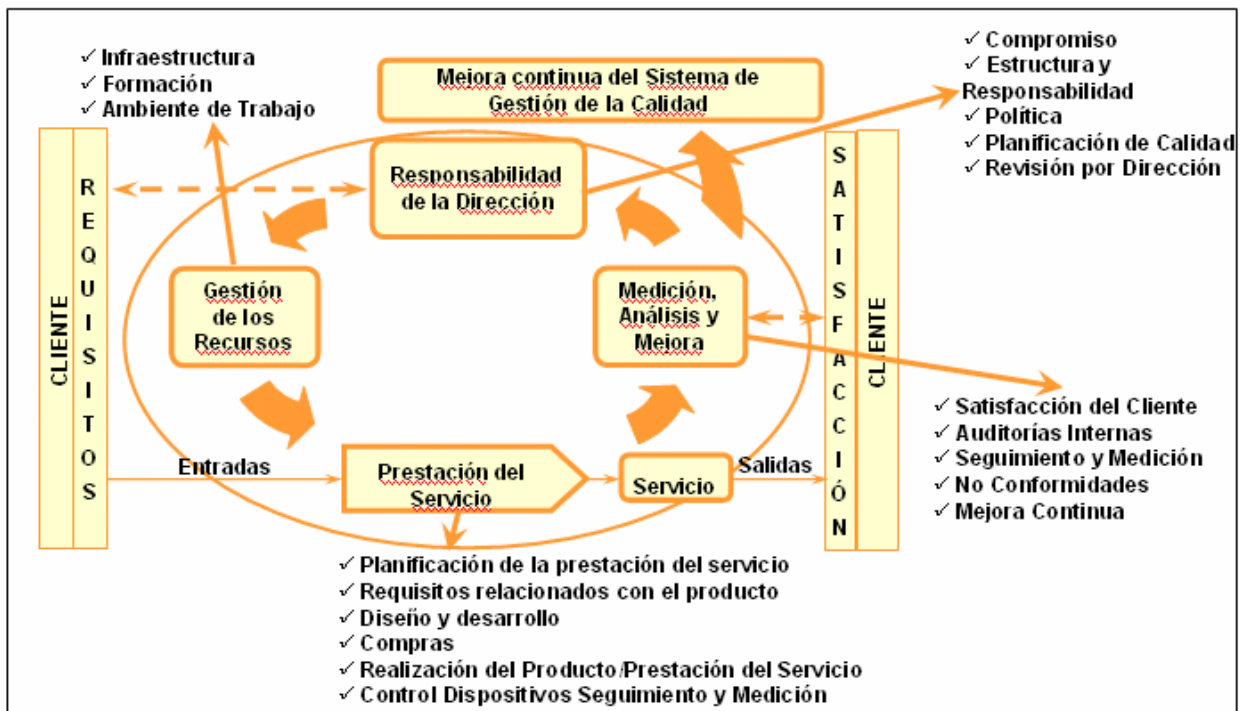 ✓ Infraestructura
✓ Formación
✓ Ambiente de Trabajo
Mejora continua del Sistema de
Gestión de la Calidad
✓ Compromiso
✓ Estructura y
Responsabilidad
✓ Política
✓ Planificación de Calidad
✓ Revisión por Dirección
CLIENTE
REQUISITOS
Responsabilidad
de la Dirección
SATISFACCIÓN
CLIENTE
Gestión
de los
Recursos
Medición,
Análisis y
Mejora
Entradas
Prestación del
Servicio
Servicio
Salidas
✓ Satisfacción del Cliente
✓ Auditorías Internas
✓ Seguimiento y Medición
✓ No Conformidades
✓ Mejora Continua
✓ Planificación de la prestación del servicio
✓ Requisitos relacionados con el producto
✓ Diseño y desarrollo
✓ Compras
✓ Realización del Producto/Prestación del Servicio
✓ Control Dispositivos Seguimiento y Medición